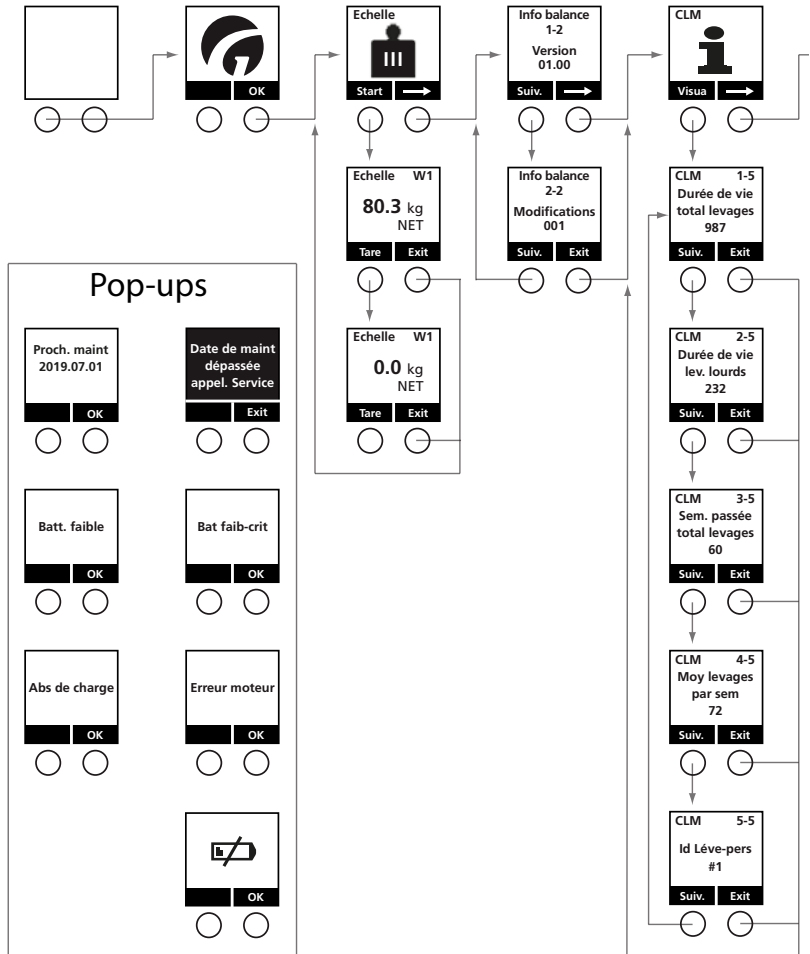 OK
Echelle
Start
Info balance
1-2
Version
01.00
Suiv.
CLM
Visua
Echelle W1
80.3 kg
NET
Tare Exit
Info balance
2-2
Modifications
001
Suiv. Exit
CLM 1-5
Durée de vie
total levages
987
Suiv. Exit
Echelle W1
0.0 kg
NET
Tare Exit
CLM 2-5
Durée de vie
lev. lourds
232
Suiv. Exit
CLM 3-5
Sem. passée
total levages
60
Suiv. Exit
CLM 4-5
Moy levages
par sem
72
Suiv. Exit
CLM 5-5
Id Léve-pers
#1
Suiv. Exit
Pop-ups
Proch. maint
2019.07.01
OK
Date de maint
dépassée
appel. Service
Exit
Batt. faible
OK
Bat faib-crit
OK
Abs de charge
OK
Erreur moteur
OK
OK